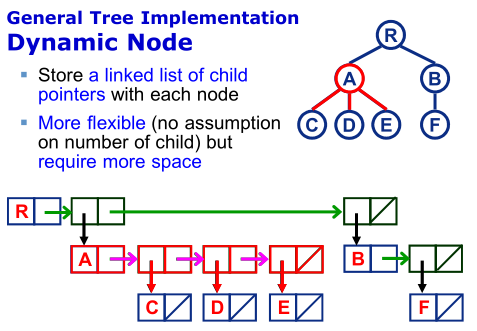 General Tree Implementation
Dynamic Node
Store a linked list of child
pointers with each node
More flexible (no assumption
on number of child) but
require more space
R
A B
C D E F
R
A B
C D E F